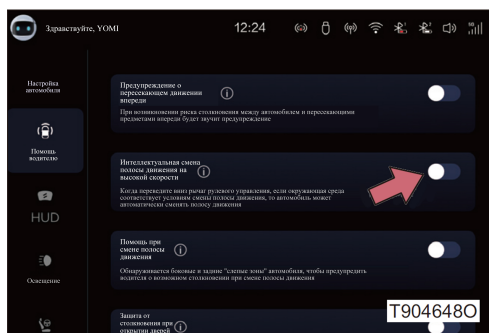 Здравствуйте, YOMI
12:24
5G
Настройка
автомобиля
Помощь
водителю
HUD
Освещение
Предупреждение о
пересекающем движении
впереди
При возникновении риска столкновения между автомобилем и пересекающими
предметами впереди будет звучит предупреждение
Интеллектуальная смена
полосы движения на
высокой скорости
Когда переведите вниз рычаг рулевого управления, если окружающая среда
соответствует условиям смены полосы движения, то автомобиль может
автоматически сменять полосу движения
Помощь при
смене полосы
движения
Обнаруживается боковые и задние "слепые зоны" автомобиля, чтобы предупредить
водителя о возможном столкновении при смене полосы движения
Защита от
столкновения при
открытии дверей
T904648O